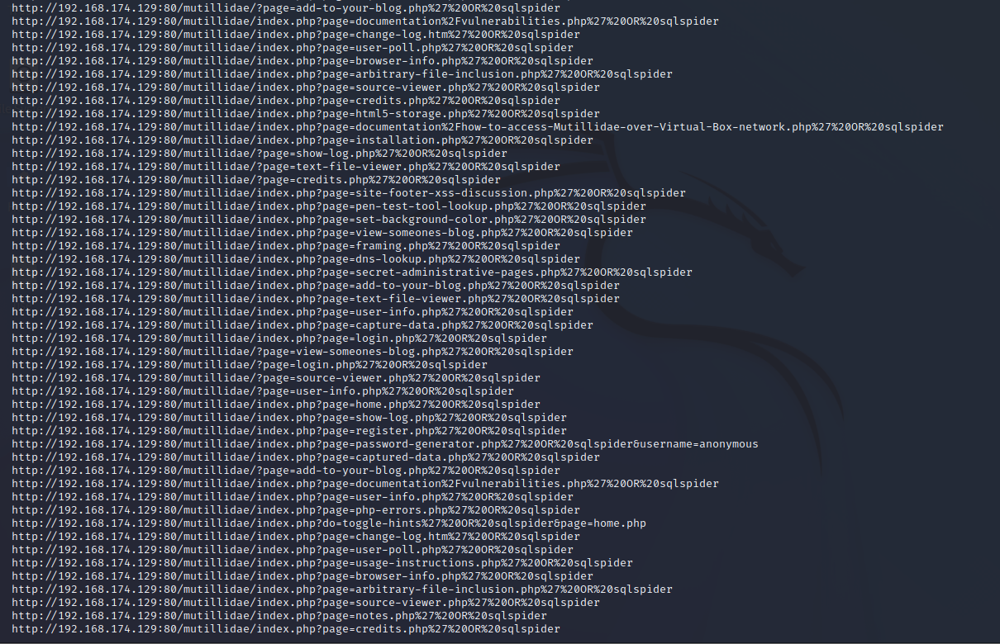 http://192.168.174.129:80/mutillidae/?page=add-to-your-blog.php%27%20OR%20sqlspider
http://192.168.174.129:80/mutillidae/index.php?page=documentation%2Fvulnerabilities.php%27%20OR%20sqlspider
http://192.168.174.129:80/mutillidae/index.php?page=change-log.htm%27%20OR%20sqlspider
http://192.168.174.129:80/mutillidae/index.php?page=user-poll.php%27%20OR%20sqlspider
http://192.168.174.129:80/mutillidae/index.php?page=browser-info.php%27%20OR%20sqlspider
http://192.168.174.129:80/mutillidae/index.php?page=arbitrary-file-inclusion.php%27%20OR%20sqlspider
http://192.168.174.129:80/mutillidae/index.php?page=source-viewer.php%27%20OR%20sqlspider
http://192.168.174.129:80/mutillidae/index.php?page=credits.php%27%20OR%20sqlspider
http://192.168.174.129:80/mutillidae/index.php?page=html5-storage.php%27%20OR%20sqlspider
http://192.168.174.129:80/mutillidae/index.php?page=documentation%2Fhow-to-access-Mutillidae-over-Virtual-Box-network.php%27%20OR%20sqlspider
http://192.168.174.129:80/mutillidae/index.php?page=installation.php%27%20OR%20sqlspider
http://192.168.174.129:80/mutillidae/?page=show-log.php%27%20OR%20sqlspider
http://192.168.174.129:80/mutillidae/?page=text-file-viewer.php%27%20OR%20sqlspider
http://192.168.174.129:80/mutillidae/?page=credits.php%27%20OR%20sqlspider
http://192.168.174.129:80/mutillidae/index.php?page=site-footer-xss-discussion.php%27%20OR%20sqlspider
http://192.168.174.129:80/mutillidae/index.php?page=pen-test-tool-lookup.php%27%20OR%20sqlspider
http://192.168.174.129:80/mutillidae/index.php?page=set-background-color.php%27%20OR%20sqlspider
http://192.168.174.129:80/mutillidae/index.php?page=view-someones-blog.php%27%20OR%20sqlspider
http://192.168.174.129:80/mutillidae/index.php?page=framing.php%27%20OR%20sqlspider
http://192.168.174.129:80/mutillidae/index.php?page=dns-lookup.php%27%20OR%20sqlspider
http://192.168.174.129:80/mutillidae/index.php?page=secret-administrative-pages.php%27%20OR%20sqlspider
http://192.168.174.129:80/mutillidae/index.php?page=add-to-your-blog.php%27%20OR%20sqlspider
http://192.168.174.129:80/mutillidae/index.php?page=text-file-viewer.php%27%20OR%20sqlspider
http://192.168.174.129:80/mutillidae/index.php?page=user-info.php%27%20OR%20sqlspider
http://192.168.174.129:80/mutillidae/index.php?page=capture-data.php%27%20OR%20sqlspider
http://192.168.174.129:80/mutillidae/index.php?page=login.php%27%20OR%20sqlspider
http://192.168.174.129:80/mutillidae/?page=view-someones-blog.php%27%20OR%20sqlspider
http://192.168.174.129:80/mutillidae/?page=login.php%27%20OR%20sqlspider
http://192.168.174.129:80/mutillidae/?page=source-viewer.php%27%20OR%20sqlspider
http://192.168.174.129:80/mutillidae/?page=user-info.php%27%20OR%20sqlspider
http://192.168.174.129:80/mutillidae/index.php?page=home.php%27%20OR%20sqlspider
http://192.168.174.129:80/mutillidae/index.php?page=show-log.php%27%20OR%20sqlspider
http://192.168.174.129:80/mutillidae/index.php?page=register.php%27%20OR%20sqlspider
http://192.168.174.129:80/mutillidae/index.php?page=password-generator.php%27%20OR%20sqlspider&username=anonymous
http://192.168.174.129:80/mutillidae/index.php?page=captured-data.php%27%20OR%20sqlspider
http://192.168.174.129:80/mutillidae/?page=add-to-your-blog.php%27%20OR%20sqlspider
http://192.168.174.129:80/mutillidae/index.php?page=documentation%2Fvulnerabilities.php%27%20OR%20sqlspider
http://192.168.174.129:80/mutillidae/index.php?page=user-info.php%27%20OR%20sqlspider
http://192.168.174.129:80/mutillidae/index.php?page=php-errors.php%27%20OR%20sqlspider
http://192.168.174.129:80/mutillidae/index.php?do=toggle-hints%27%20OR%20sqlspider&page=home.php
http://192.168.174.129:80/mutillidae/index.php?page=change-log.htm%27%20OR%20sqlspider
http://192.168.174.129:80/mutillidae/index.php?page=user-poll.php%27%20OR%20sqlspider
http://192.168.174.129:80/mutillidae/index.php?page=usage-instructions.php%27%20OR%20sqlspider
http://192.168.174.129:80/mutillidae/index.php?page=browser-info.php%27%20OR%20sqlspider
http://192.168.174.129:80/mutillidae/index.php?page=arbitrary-file-inclusion.php%27%20OR%20sqlspider
http://192.168.174.129:80/mutillidae/index.php?page=source-viewer.php%27%20OR%20sqlspider
http://192.168.174.129:80/mutillidae/index.php?page=notes.php%27%20OR%20sqlspider
http://192.168.174.129:80/mutillidae/index.php?page=credits.php%27%20OR%20sqlspider